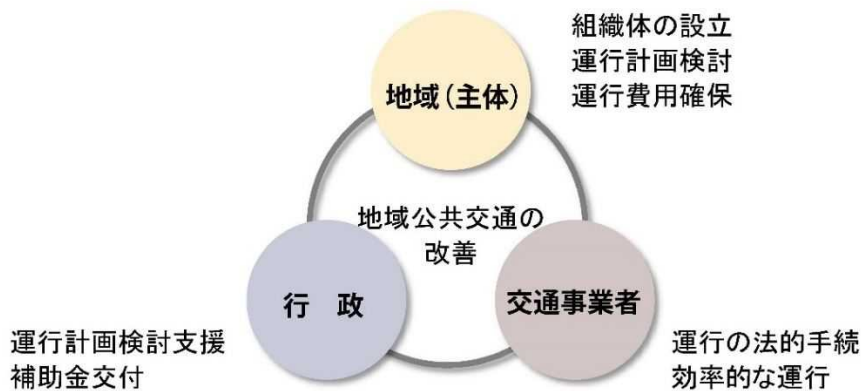 組織体の設立
運行計画検討
運行費用確保
地域(主体)
地域公共交通の
改善
行　政
交通事業者
運行計画検討支援
補助金交付
運行の法的手続
効率的な運行